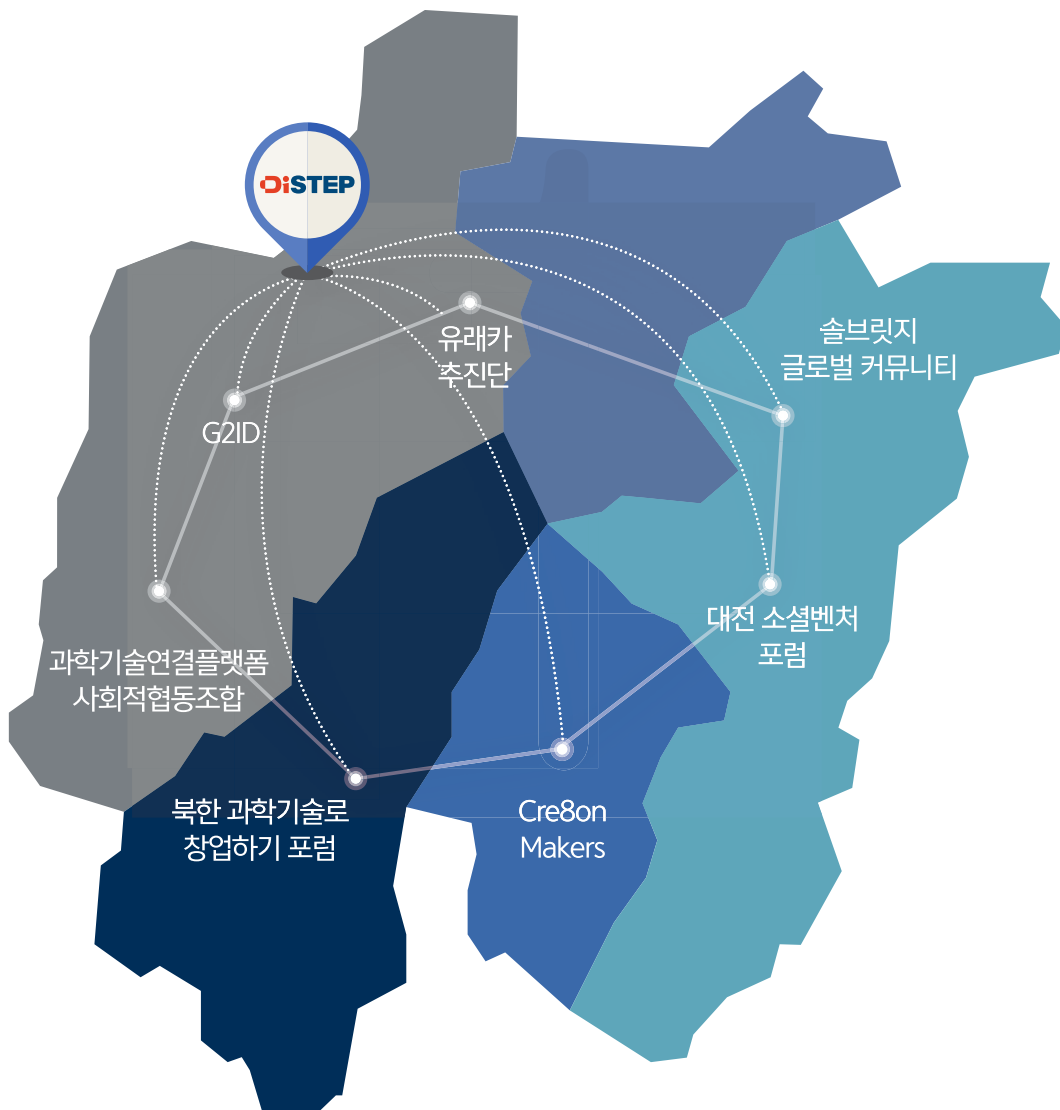 DiSTEP
유래카
추진단
솔브릿지
글로벌 커뮤니티
G2ID
대전 소셜벤처
포럼
과학기술연결플랫폼
사회적협동조합
북한 과학기술로
창업하기 포럼
Cre8on
Makers